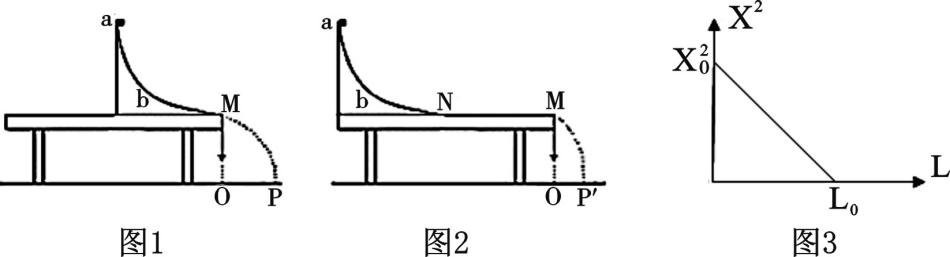 a
b
M
O
P
图1
a
b
N
M
O
P′
图2
X²
X₀²
L
L₀
图3